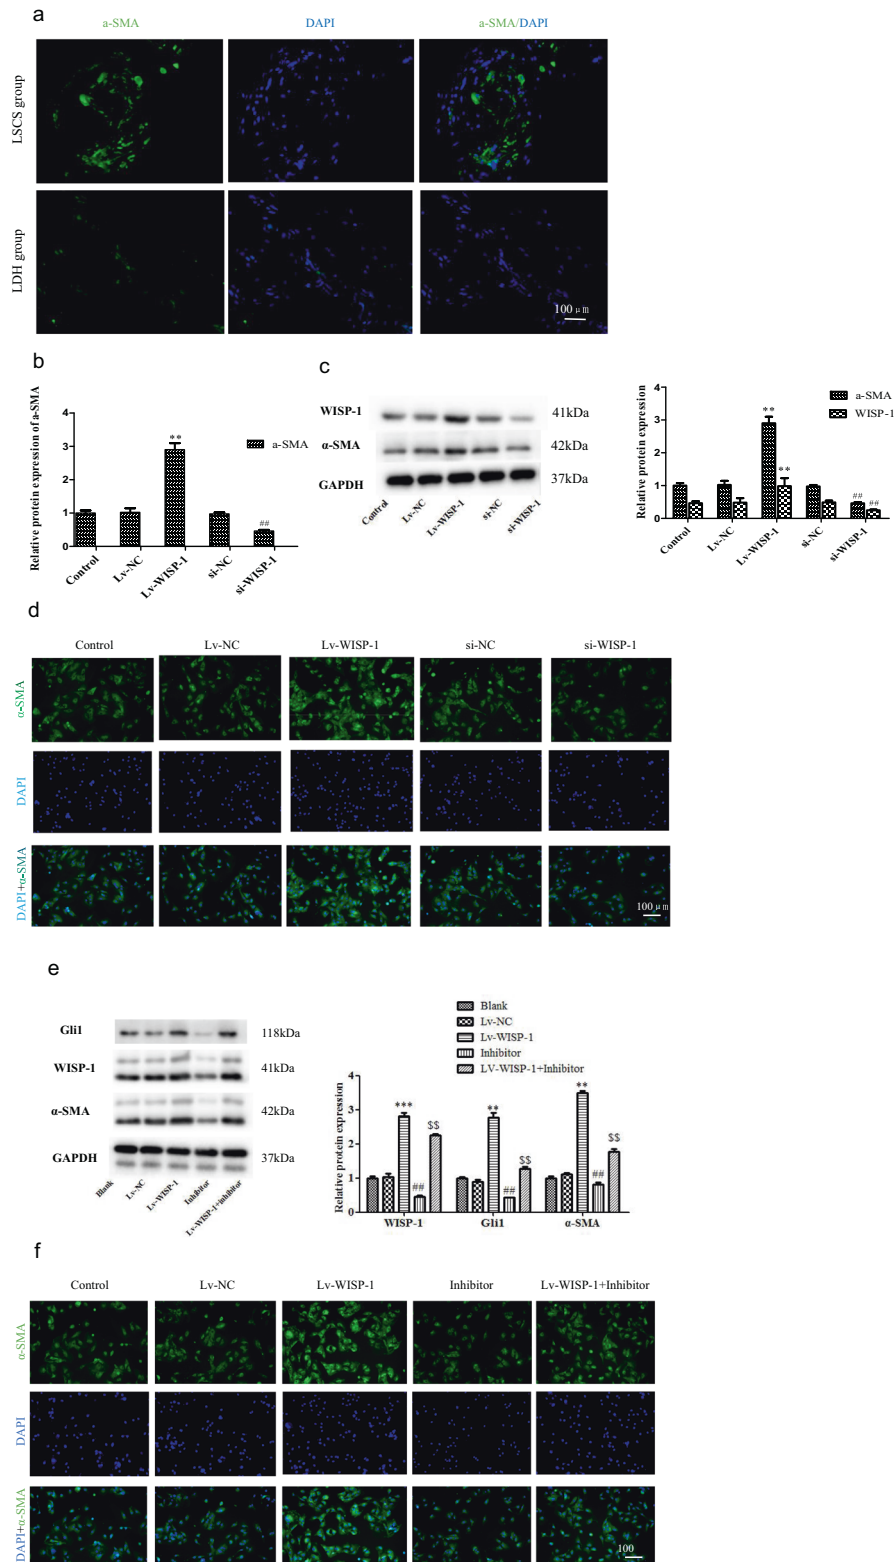 a
a-SMA
DAPI
a-SMA/DAPI
LSCS group
LDH group
100 μm
b
Relative protein expression of a-SMA
4
3
2
1
0
**
##
a-SMA
Control
Lv-NC
Lv-WISP-1
si-NC
si-WISP-1
c
WISP-1
41kDa
α-SMA
42kDa
GAPDH
37kDa
Control
Lv-NC
Lv-WISP-1
si-NC
si-WISP-1
Relative protein expression
4
3
2
1
0
**
**
##
##
a-SMA
WISP-1
Control
Lv-NC
Lv-WISP-1
si-NC
si-WISP-1
d
Control
Lv-NC
Lv-WISP-1
si-NC
si-WISP-1
α-SMA
DAPI
DAPI+α-SMA
100 μm
e
Gli1
118kDa
WISP-1
41kDa
α-SMA
42kDa
GAPDH
37kDa
Blank
Lv-NC
Lv-WISP-1
Inhibitor
Lv-WISP-1+inhibitor
Blank
Lv-NC
Lv-WISP-1
Inhibitor
LV-WISP-1+Inhibitor
Relative protein expression
4
3
2
1
0
***
##
$$
**
##
$$
**
##
$$
WISP-1
Gli1
α-SMA
f
Control
Lv-NC
Lv-WISP-1
Inhibitor
Lv-WISP-1+Inhibitor
α-SMA
DAPI
DAPI+α-SMA
100